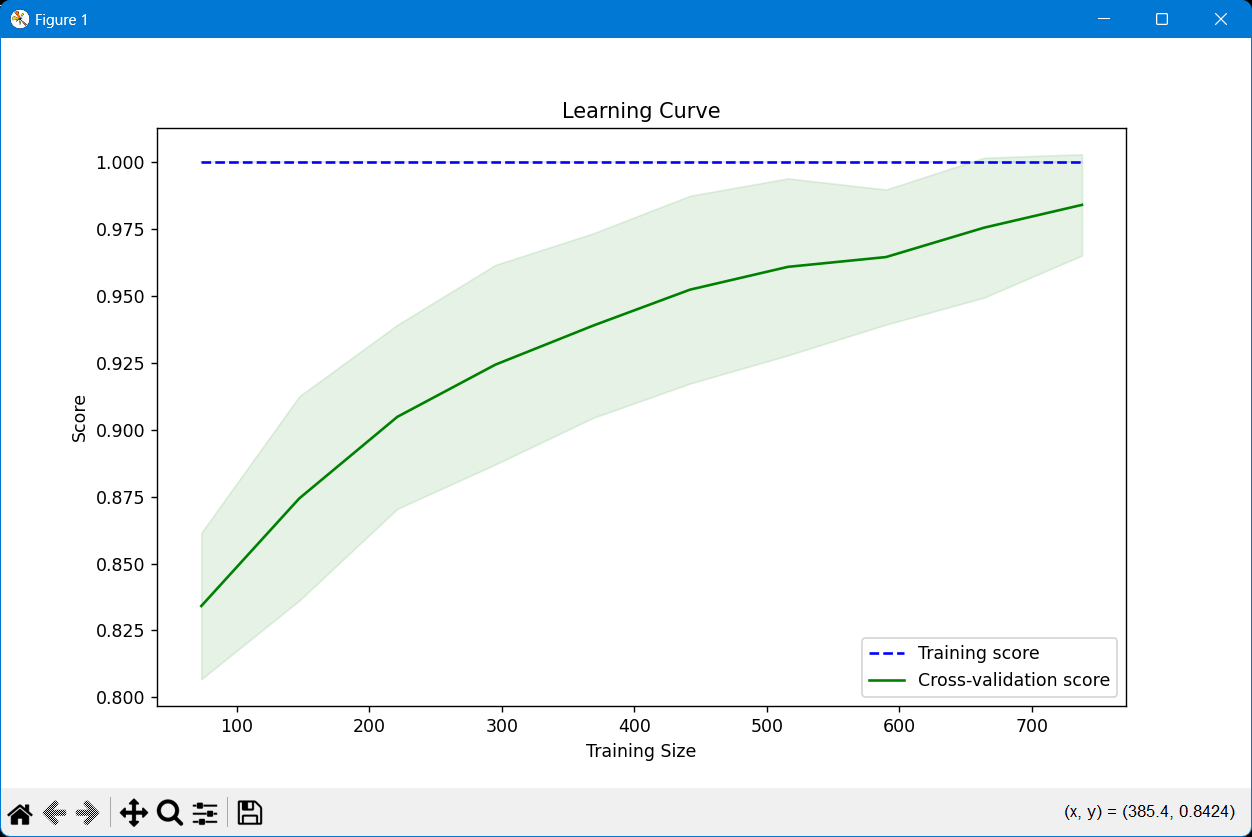 Figure 1
Learning Curve
1.000
0.975
0.950
0.925
0.900
0.875
0.850
0.825
0.800
Score
100 200 300 400 500 600 700
Training Size
Training score
Cross-validation score
(x, y) = (385.4, 0.8424)